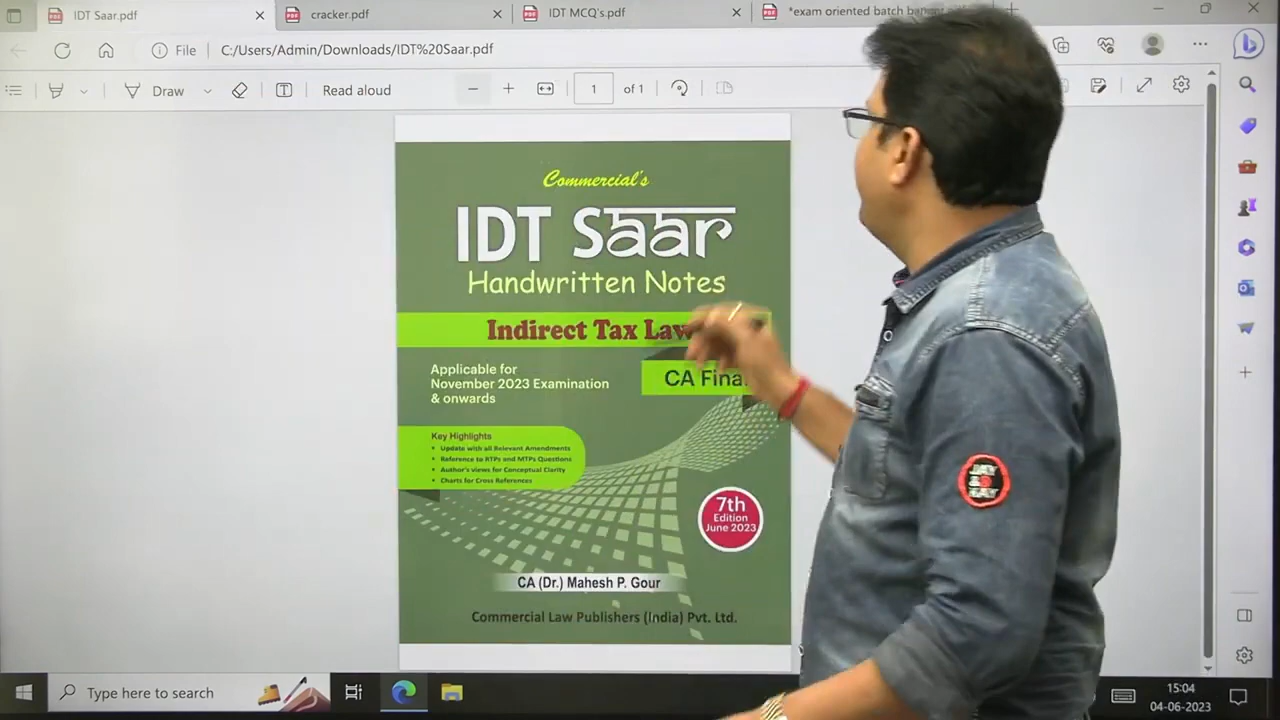 IDT Saar.pdf
cracker.pdf
IDT MCQ's.pdf
*exam oriented batch
File
C:/Users/Admin/Downloads/IDT%20Saar.pdf
Draw
Read aloud
1
of 1
Commercial's
IDT Saar
Handwritten Notes
Indirect Tax Law
Applicable for
November 2023 Examination
& onwards
CA Fina
Key Highlights
• Update with all Relevant Amendments
• Reference to RTPs and MTPs Questions
• Author's views for Conceptual Clarity
• Charts for Cross References
7th
Edition
June 2023
CA (Dr.) Mahesh P. Gour
Commercial Law Publishers (India) Pvt. Ltd.
JAY
&
KAY
Type here to search
15:04
04-06-2023